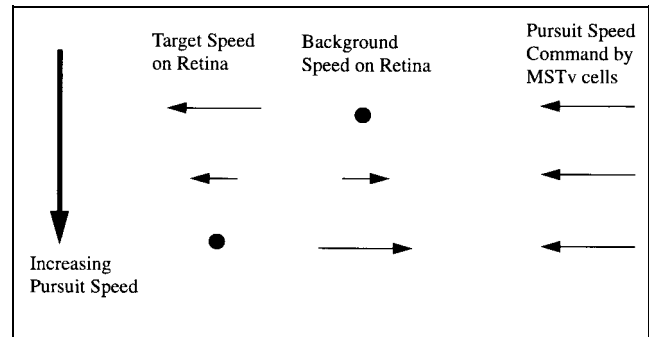 Target Speed
on Retina
Background
Speed on Retina
Pursuit Speed
Command by
MSTv cells
Increasing
Pursuit Speed